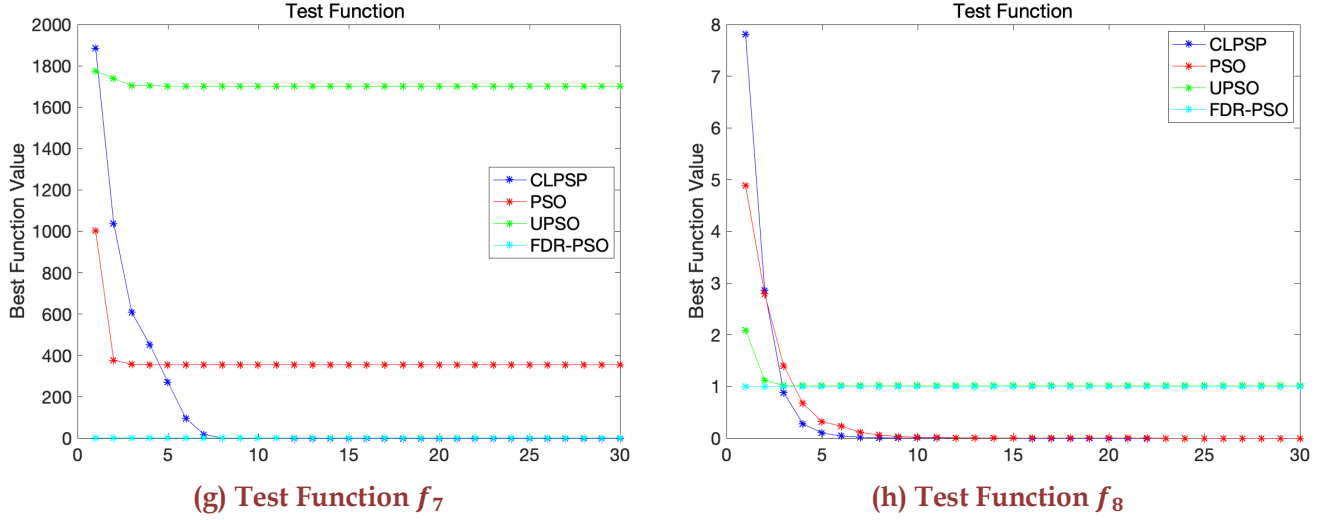 Test Function
2000
1800
1600
1400
1200
1000
800
600
400
200
0
Best Function Value
CLPSP
PSO
UPSO
FDR-PSO
0 5 10 15 20 25 30
(g) Test Function f7
Test Function
8
7
6
5
4
3
2
1
0
Best Function Value
CLPSP
PSO
UPSO
FDR-PSO
0 5 10 15 20 25 30
(h) Test Function f8